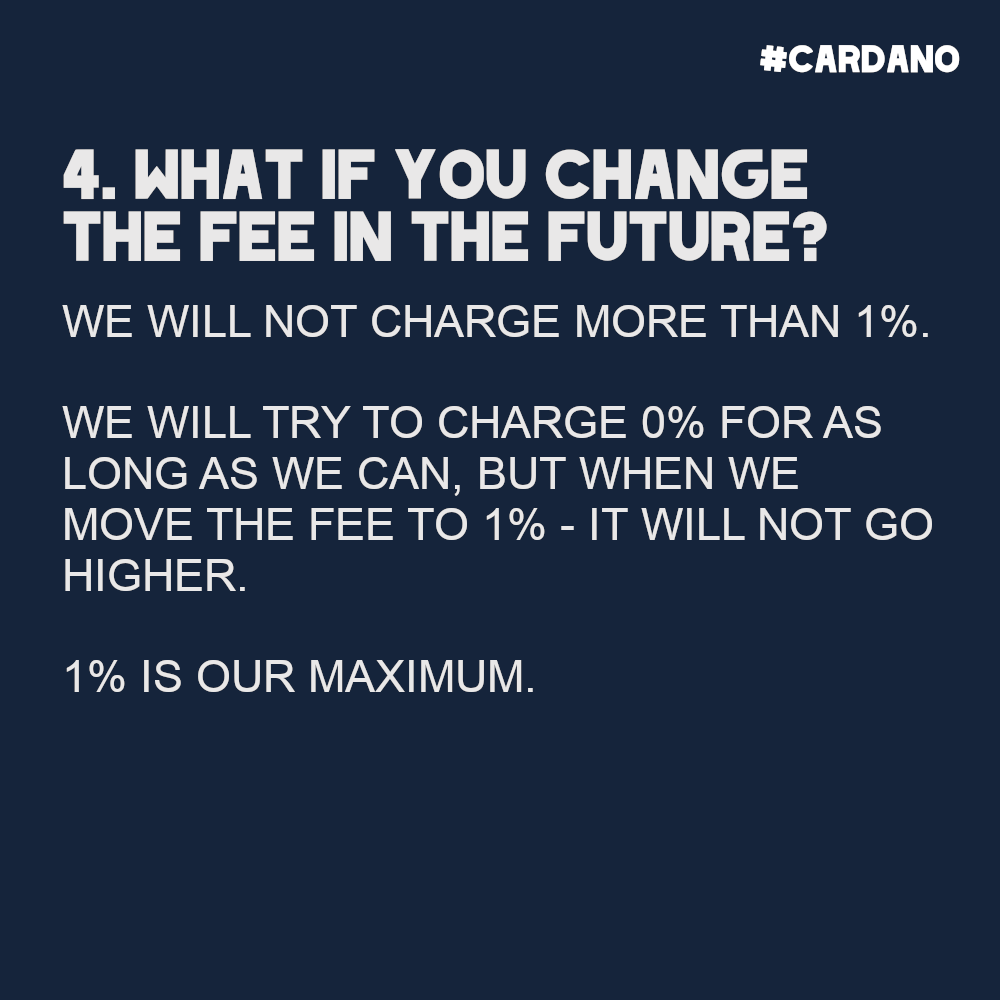 #CARDANO
4. WHAT IF YOU CHANGE
THE FEE IN THE FUTURE?
WE WILL NOT CHARGE MORE THAN 1%.
WE WILL TRY TO CHARGE 0% FOR AS
LONG AS WE CAN, BUT WHEN WE
MOVE THE FEE TO 1% - IT WILL NOT GO
HIGHER.
1% IS OUR MAXIMUM.